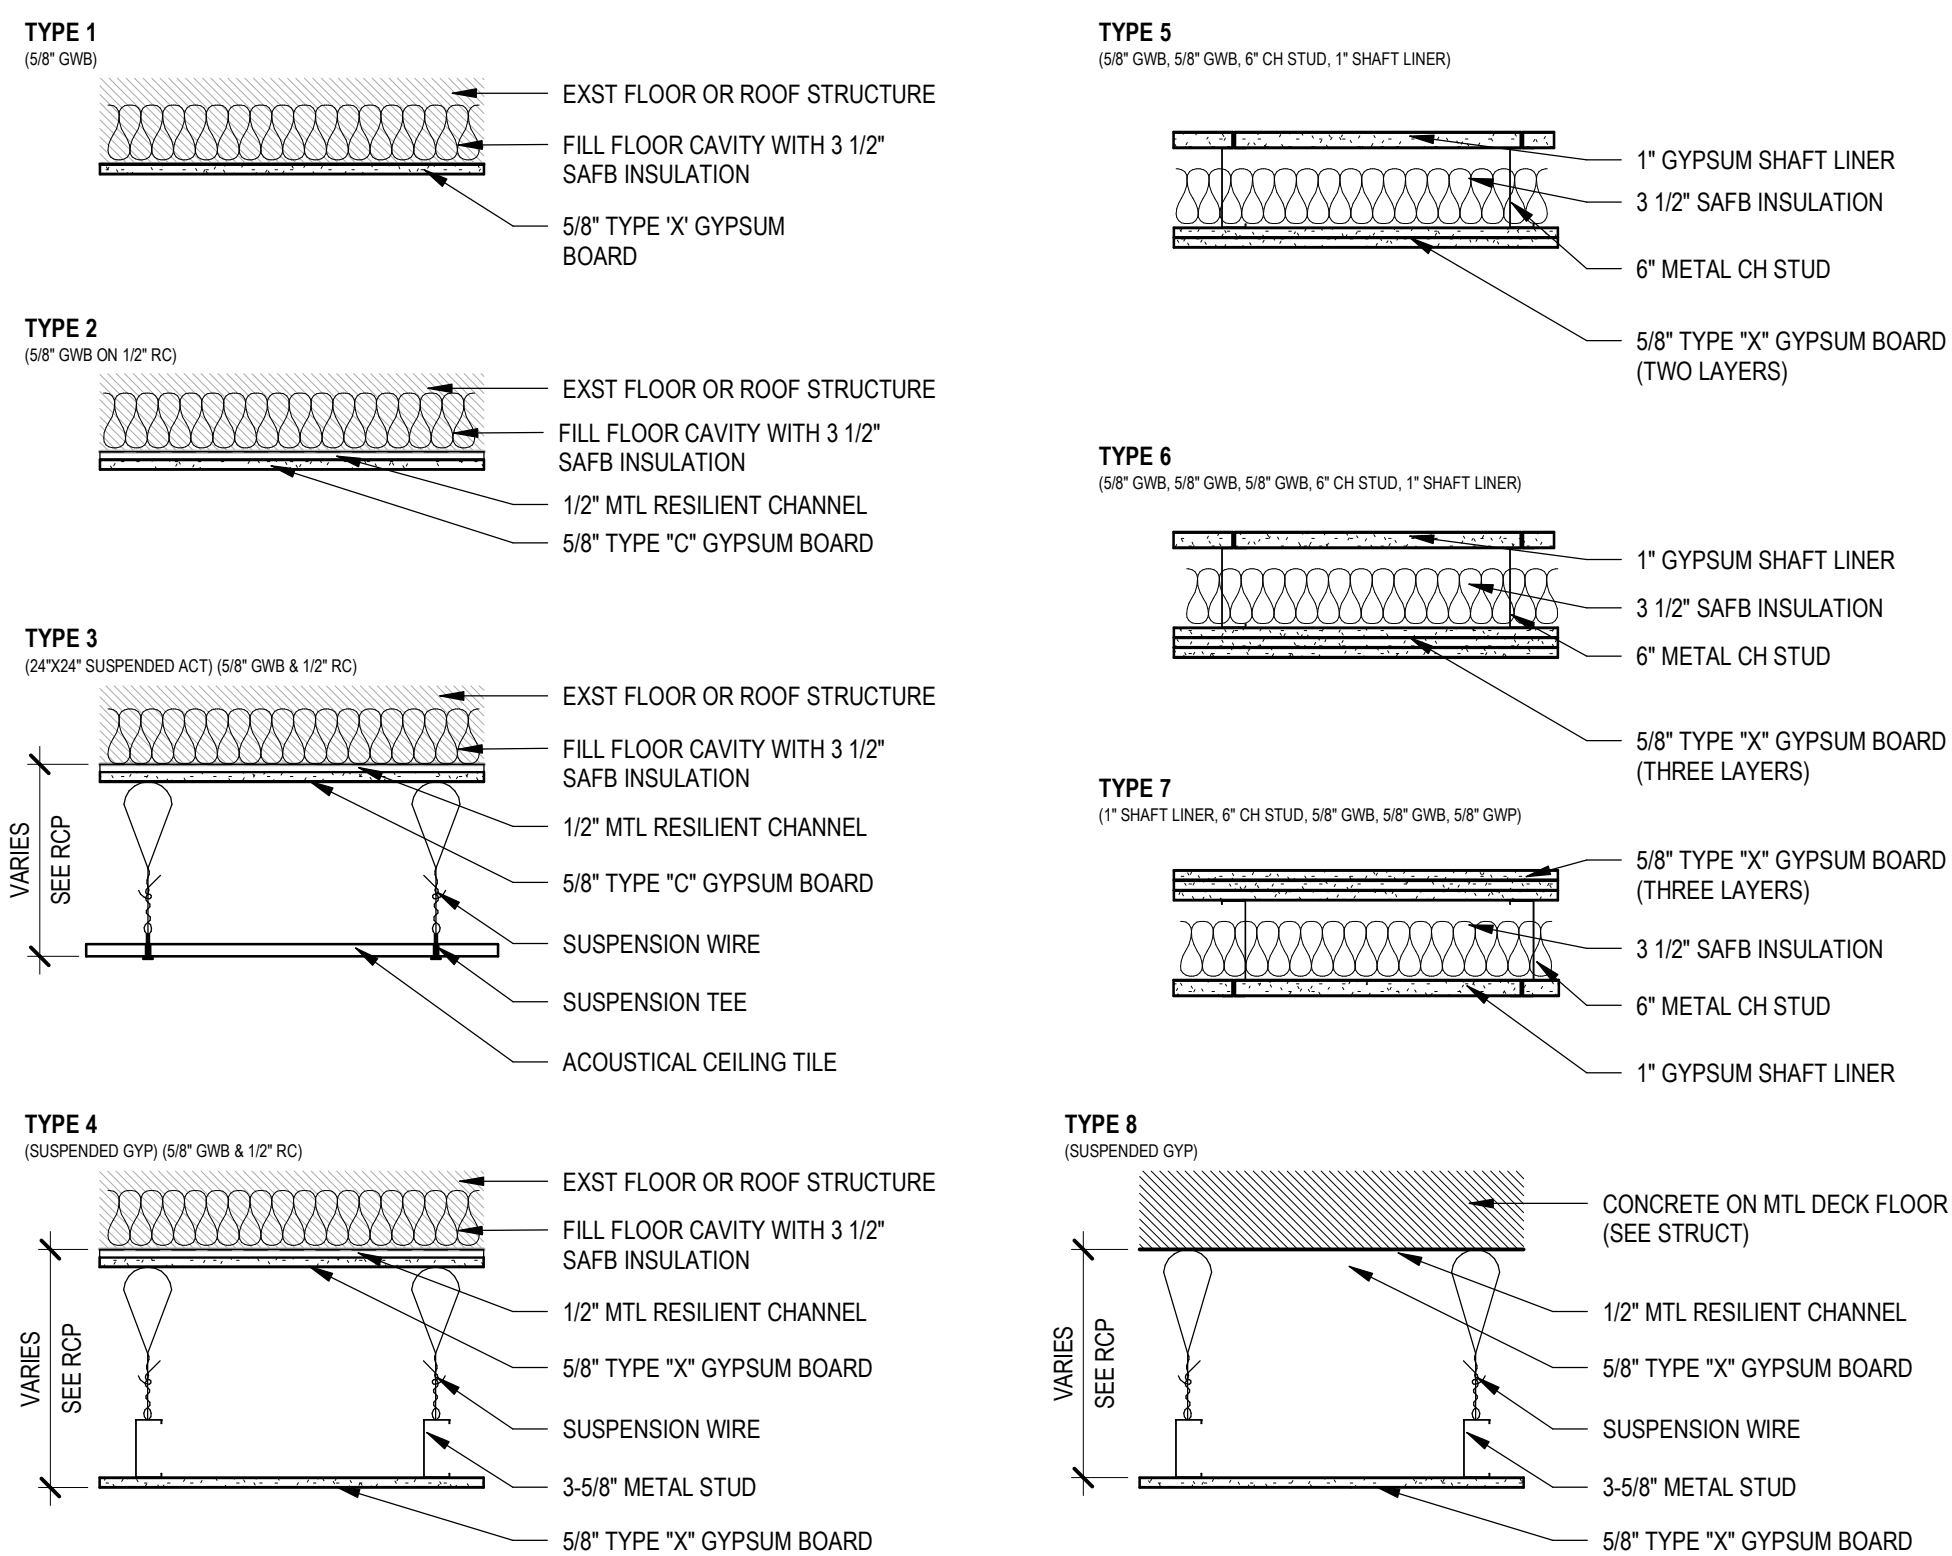 TYPE 1
(5/8" GWB)
EXST FLOOR OR ROOF STRUCTURE
FILL FLOOR CAVITY WITH 3 1/2"
SAFB INSULATION
5/8" TYPE 'X' GYPSUM
BOARD
TYPE 2
(5/8" GWB ON 1/2" RC)
EXST FLOOR OR ROOF STRUCTURE
FILL FLOOR CAVITY WITH 3 1/2"
SAFB INSULATION
1/2" MTL RESILIENT CHANNEL
5/8" TYPE "C" GYPSUM BOARD
TYPE 3
(24"X24" SUSPENDED ACT) (5/8" GWB & 1/2" RC)
EXST FLOOR OR ROOF STRUCTURE
FILL FLOOR CAVITY WITH 3 1/2"
SAFB INSULATION
1/2" MTL RESILIENT CHANNEL
5/8" TYPE "C" GYPSUM BOARD
SUSPENSION WIRE
SUSPENSION TEE
ACOUSTICAL CEILING TILE
VARIES
SEE RCP
TYPE 4
(SUSPENDED GYP) (5/8" GWB & 1/2" RC)
EXST FLOOR OR ROOF STRUCTURE
FILL FLOOR CAVITY WITH 3 1/2"
SAFB INSULATION
1/2" MTL RESILIENT CHANNEL
5/8" TYPE "X" GYPSUM BOARD
SUSPENSION WIRE
3-5/8" METAL STUD
5/8" TYPE "X" GYPSUM BOARD
VARIES
SEE RCP
TYPE 5
(5/8" GWB, 5/8" GWB, 6" CH STUD, 1" SHAFT LINER)
1" GYPSUM SHAFT LINER
3 1/2" SAFB INSULATION
6" METAL CH STUD
5/8" TYPE "X" GYPSUM BOARD
(TWO LAYERS)
TYPE 6
(5/8" GWB, 5/8" GWB, 5/8" GWB, 6" CH STUD, 1" SHAFT LINER)
1" GYPSUM SHAFT LINER
3 1/2" SAFB INSULATION
6" METAL CH STUD
5/8" TYPE "X" GYPSUM BOARD
(THREE LAYERS)
TYPE 7
(1" SHAFT LINER, 6" CH STUD, 5/8" GWB, 5/8" GWB, 5/8" GWP)
5/8" TYPE "X" GYPSUM BOARD
(THREE LAYERS)
3 1/2" SAFB INSULATION
6" METAL CH STUD
1" GYPSUM SHAFT LINER
TYPE 8
(SUSPENDED GYP)
CONCRETE ON MTL DECK FLOOR
(SEE STRUCT)
1/2" MTL RESILIENT CHANNEL
5/8" TYPE "X" GYPSUM BOARD
SUSPENSION WIRE
3-5/8" METAL STUD
5/8" TYPE "X" GYPSUM BOARD
VARIES
SEE RCP